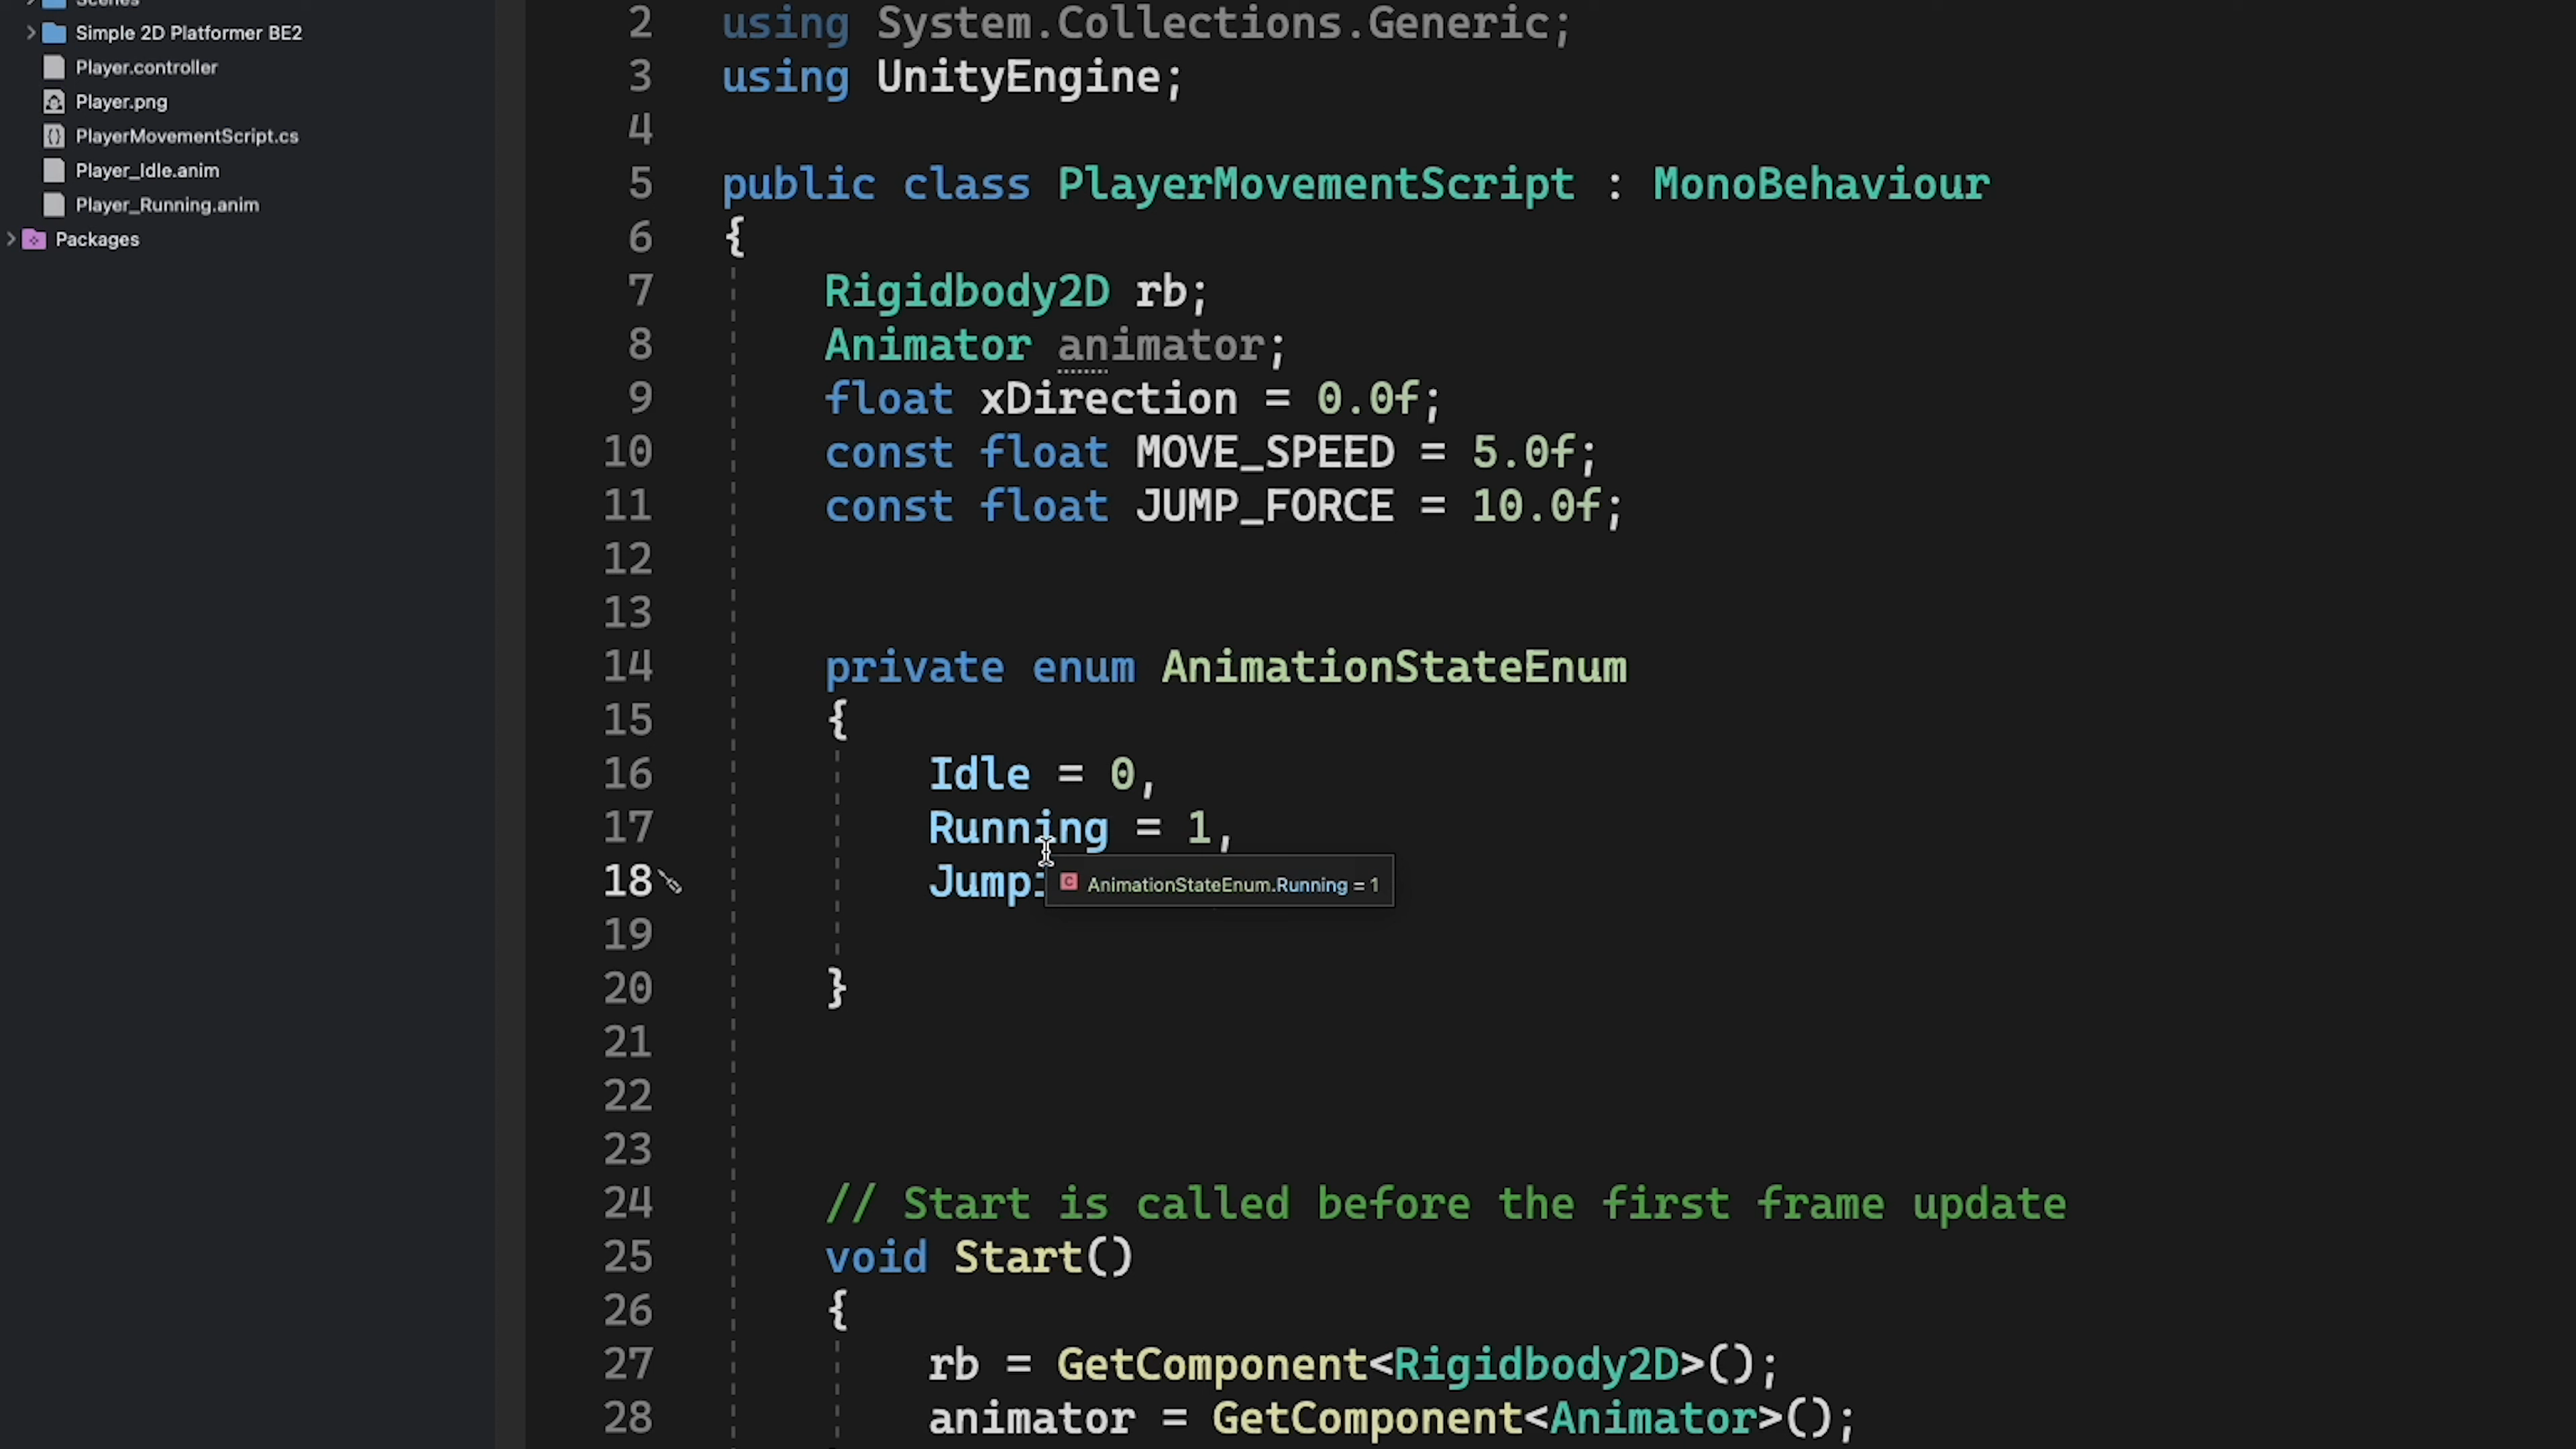 Scenes
Simple 2D Platformer BE2
Player.controller
Player.png
PlayerMovementScript.cs
Player_Idle.anim
Player_Running.anim
Packages
2 using System.Collections.Generic;
3 using UnityEngine;
4
5 public class PlayerMovementScript : MonoBehaviour
6 {
7 Rigidbody2D rb;
8 Animator animator;
9 float xDirection = 0.0f;
10 const float MOVE_SPEED = 5.0f;
11 const float JUMP_FORCE = 10.0f;
12
13
14 private enum AnimationStateEnum
15 {
16 Idle = 0,
17 Running = 1,
18 Jump
AnimationStateEnum.Running = 1
19
20 }
21
22
23
24 // Start is called before the first frame update
25 void Start()
26 {
27 rb = GetComponent<Rigidbody2D>();
28 animator = GetComponent<Animator>();